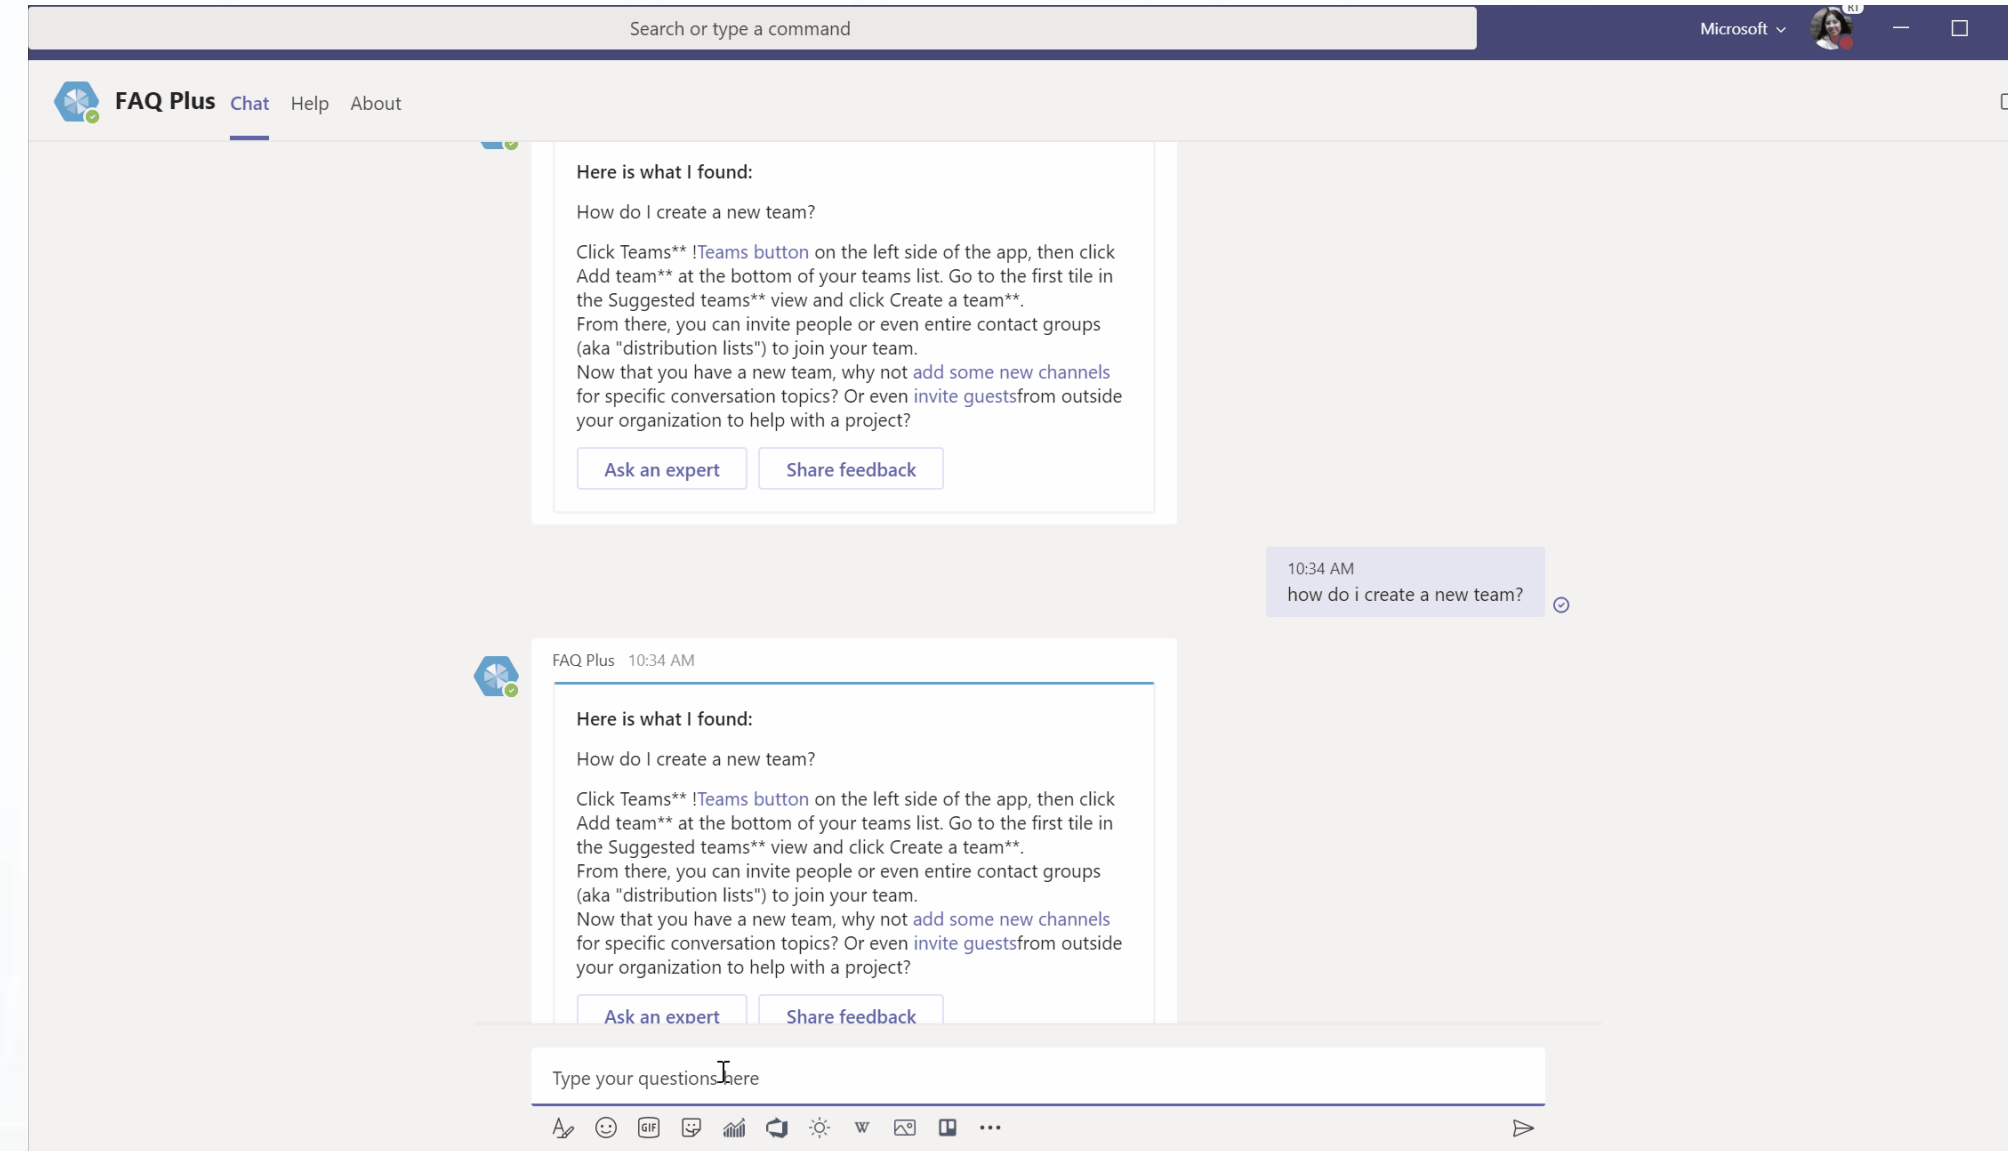 Search or type a command
Microsoft
RT
FAQ Plus Chat Help About
Here is what I found:
How do I create a new team?
Click Teams** !Teams button on the left side of the app, then click
Add team** at the bottom of your teams list. Go to the first tile in
the Suggested teams** view and click Create a team**.
From there, you can invite people or even entire contact groups
(aka "distribution lists") to join your team.
Now that you have a new team, why not add some new channels
for specific conversation topics? Or even invite guestsfrom outside
your organization to help with a project?
Ask an expert Share feedback
10:34 AM
how do i create a new team?
FAQ Plus 10:34 AM
Here is what I found:
How do I create a new team?
Click Teams** !Teams button on the left side of the app, then click
Add team** at the bottom of your teams list. Go to the first tile in
the Suggested teams** view and click Create a team**.
From there, you can invite people or even entire contact groups
(aka "distribution lists") to join your team.
Now that you have a new team, why not add some new channels
for specific conversation topics? Or even invite guestsfrom outside
your organization to help with a project?
Ask an expert Share feedback
Type your questions here
GIF
W